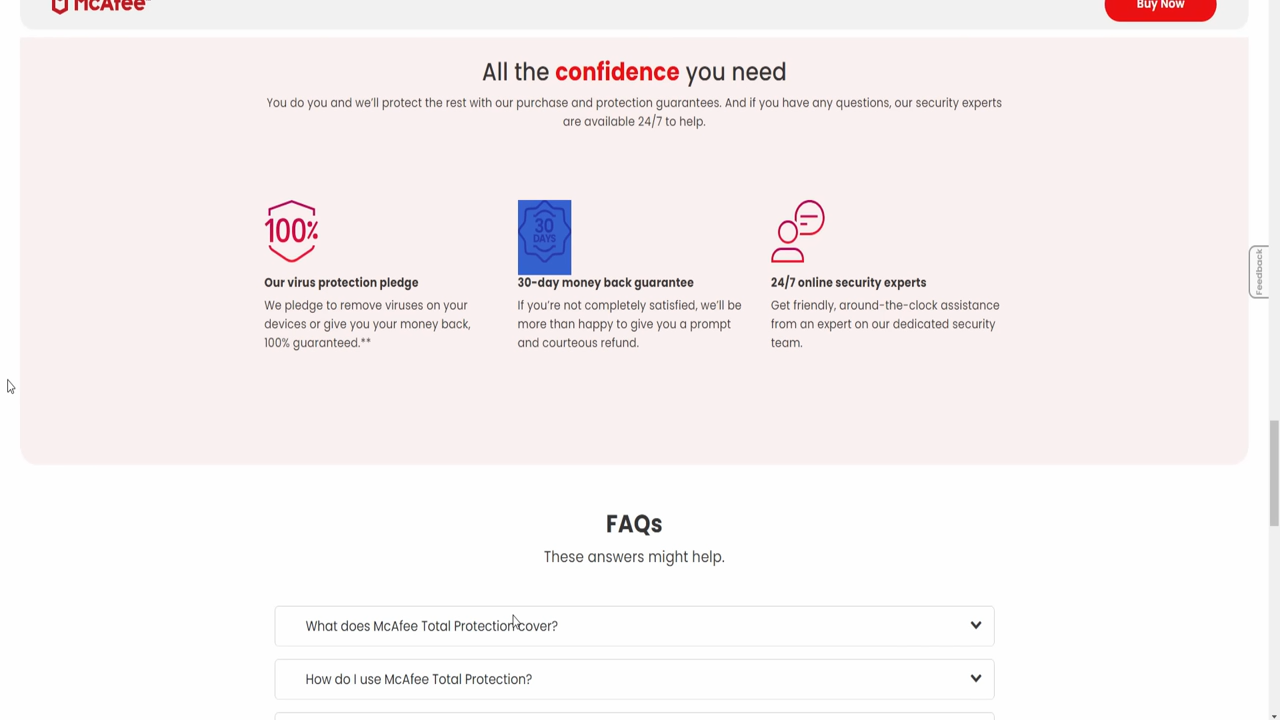 McAfee
Buy Now
All the confidence you need
You do you and we'll protect the rest with our purchase and protection guarantees. And if you have any questions, our security experts
are available 24/7 to help.
100%
30
DAYS
Our virus protection pledge
We pledge to remove viruses on your
devices or give you your money back,
100% guaranteed.**
30-day money back guarantee
If you're not completely satisfied, we'll be
more than happy to give you a prompt
and courteous refund.
24/7 online security experts
Get friendly, around-the-clock assistance
from an expert on our dedicated security
team.
Feedback
FAQs
These answers might help.
What does McAfee Total Protection cover?
How do I use McAfee Total Protection?